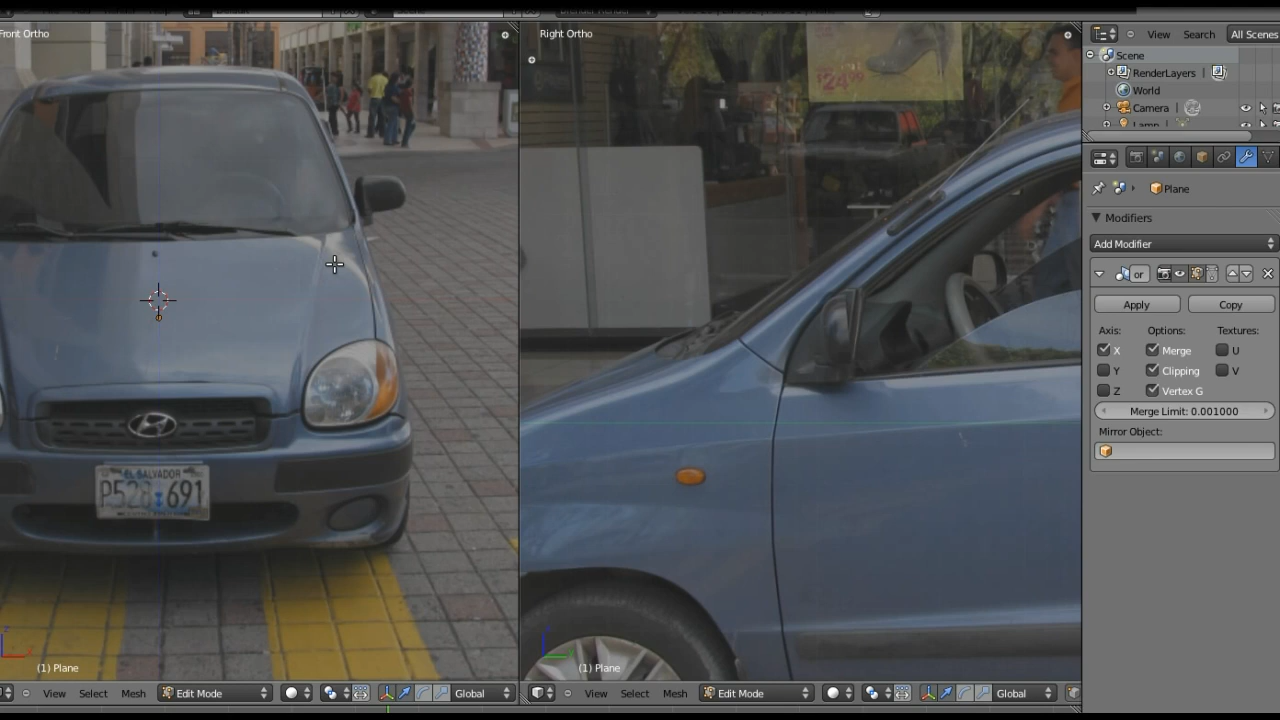 Front Ortho
Right Ortho
View Search All Scenes
Scene
RenderLayers
World
Camera
Lamp
Plane
Modifiers
Add Modifier
or
Apply Copy
Axis: Options: Textures:
X Merge U
Y Clipping V
Z Vertex G
Merge Limit: 0.001000
Mirror Object:
$24.99
EL SALVADOR
P528 691
(1) Plane
(1) Plane
View Select Mesh Edit Mode Global
View Select Mesh Edit Mode Global